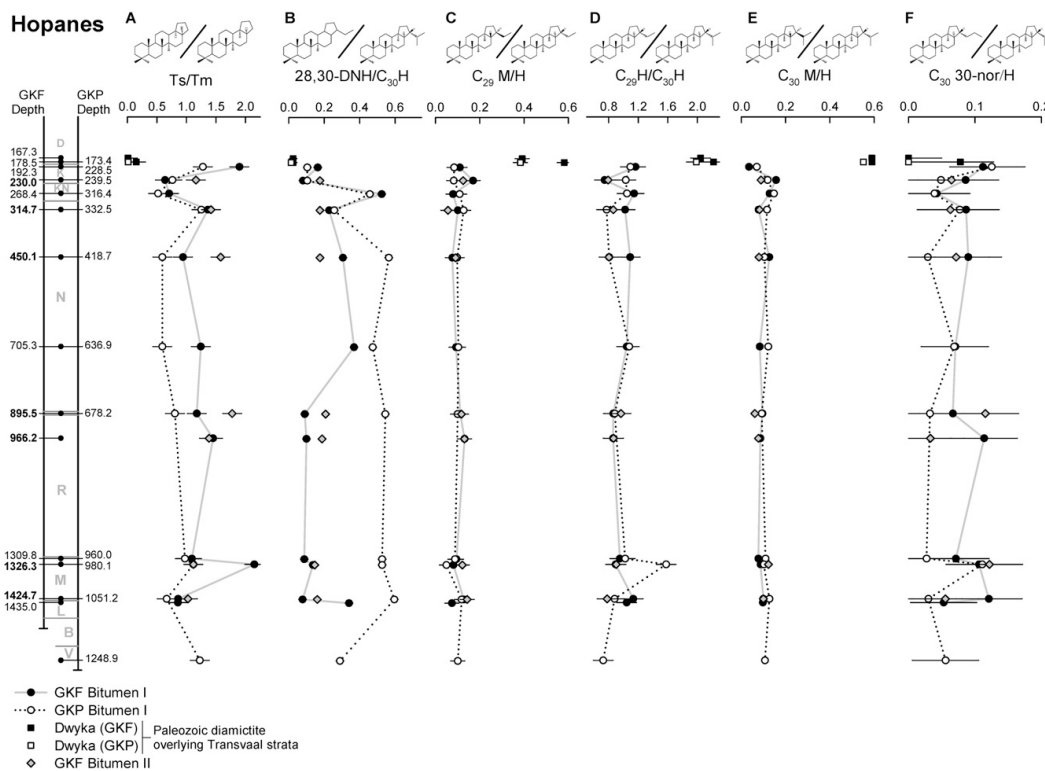 Hopanes
A B C D E F
Ts/Tm 28,30-DNH/C30H C29 M/H C29H/C30H C30 M/H C30 30-nor/H
GKF Depth GKP Depth
0.0 0.5 1.0 1.5 2.0
0.0 0.2 0.4 0.6
0.0 0.2 0.4 0.6
0.8 1.2 1.6 2.0
0.0 0.2 0.4 0.6
0.0 0.1 0.2
D
167.3
178.5 173.4
192.3 228.5
230.0 239.5
KN
268.4 316.4
314.7 332.5
450.1 418.7
N
705.3 636.9
895.5 678.2
966.2
R
1309.8 960.0
1326.3 980.1
M
1424.7 1051.2
1435.0
L
B
V
1248.9
GKF Bitumen I
GKP Bitumen I
Dwyka (GKF)
Dwyka (GKP)
Paleozoic diamictite
overlying Transvaal strata
GKF Bitumen II